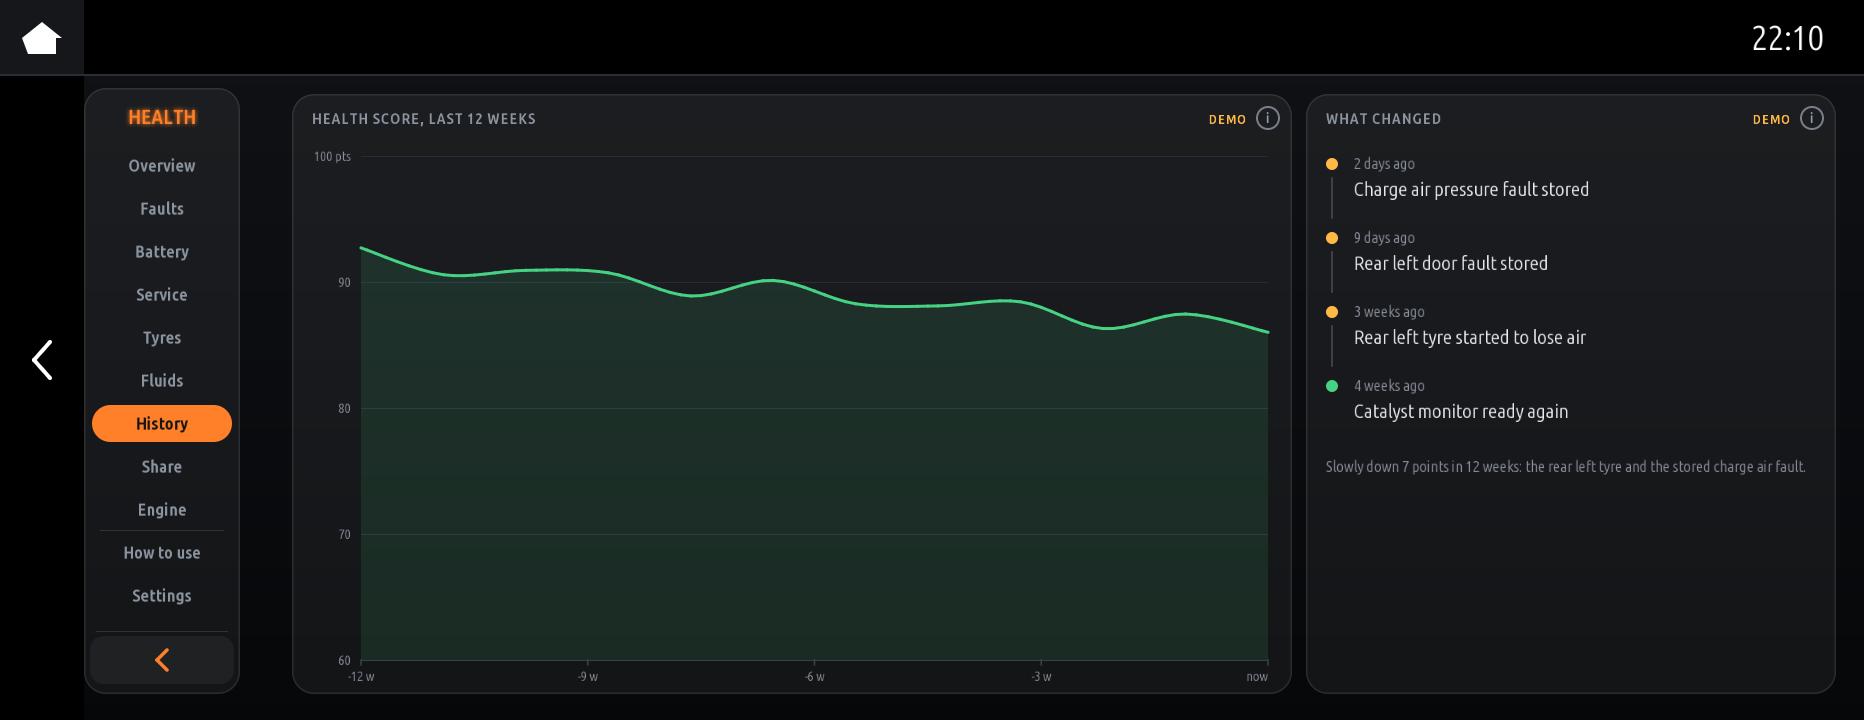 22:10
HEALTH
Overview
Faults
Battery
Service
Tyres
Fluids
History
Share
Engine
How to use
Settings
HEALTH SCORE, LAST 12 WEEKS
DEMO
i
100 pts
90
80
70
60
-12 w
-9 w
-6 w
-3 w
now
WHAT CHANGED
DEMO
i
2 days ago
Charge air pressure fault stored
9 days ago
Rear left door fault stored
3 weeks ago
Rear left tyre started to lose air
4 weeks ago
Catalyst monitor ready again
Slowly down 7 points in 12 weeks: the rear left tyre and the stored charge air fault.